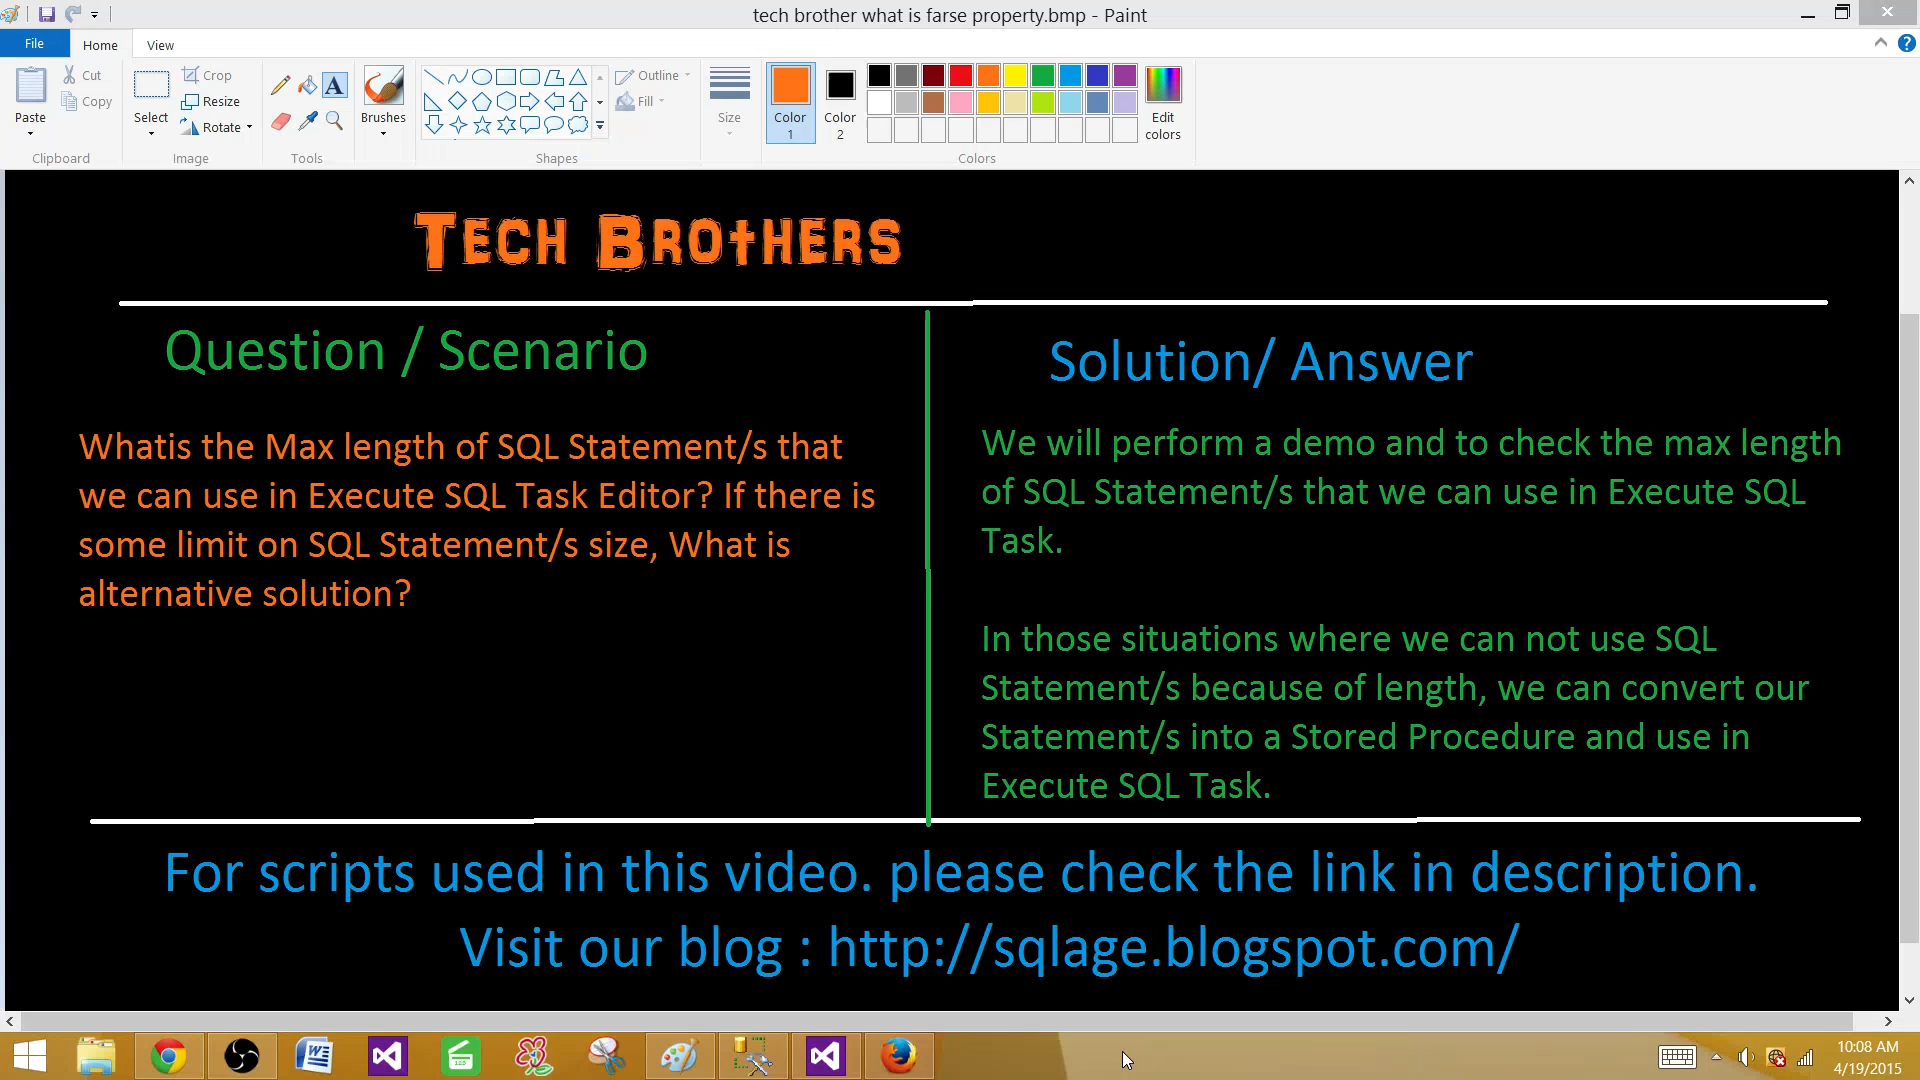 tech brother what is farse property.bmp - Paint
File
Home
View
Paste
Cut
Copy
Clipboard
Select
Crop
Resize
Rotate
Image
A
Tools
Brushes
Outline
Fill
Shapes
Size
Color
1
Color
2
Edit
colors
Colors
Tech Brothers
Question / Scenario
Whatis the Max length of SQL Statement/s that
we can use in Execute SQL Task Editor? If there is
some limit on SQL Statement/s size, What is
alternative solution?
Solution/ Answer
We will perform a demo and to check the max length
of SQL Statement/s that we can use in Execute SQL
Task.
In those situations where we can not use SQL
Statement/s because of length, we can convert our
Statement/s into a Stored Procedure and use in
Execute SQL Task.
For scripts used in this video. please check the link in description.
Visit our blog : http://sqlage.blogspot.com/
10:08 AM
4/19/2015